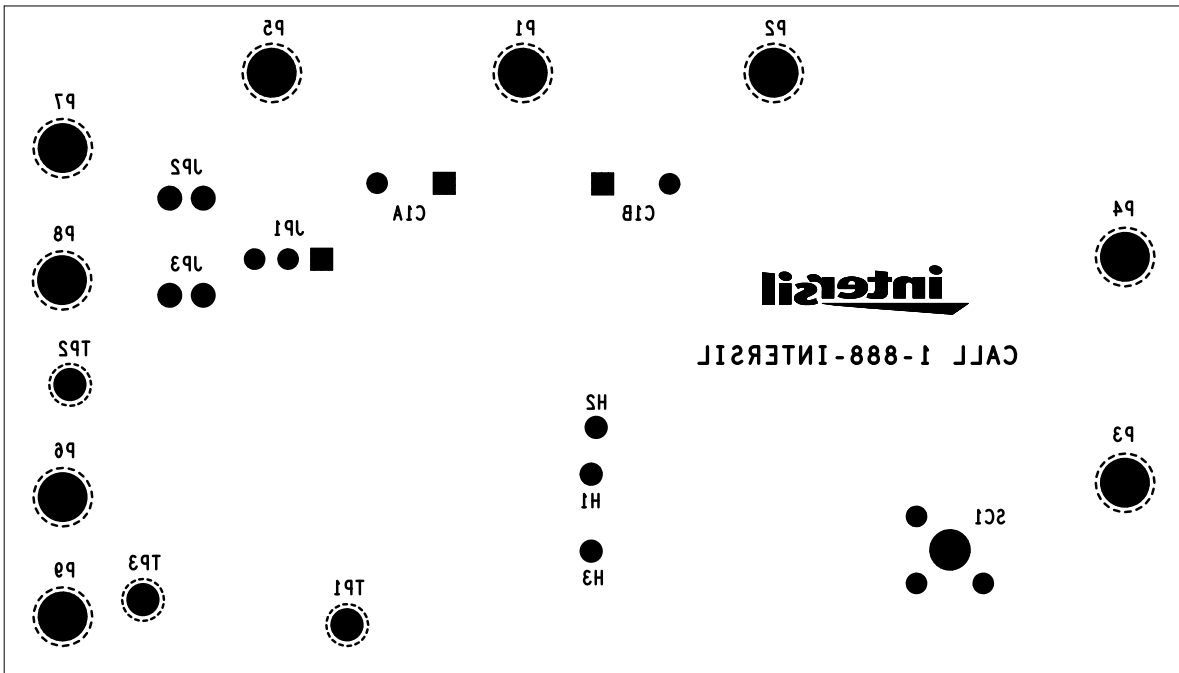 P5
P1
P2
P7
JP2
C1A
C1B
P4
P8
JP1
JP3
intersil
CALL 1-888-INTERSIL
TP2
H2
P6
P3
H1
SC1
H3
P9
TP3
TP1